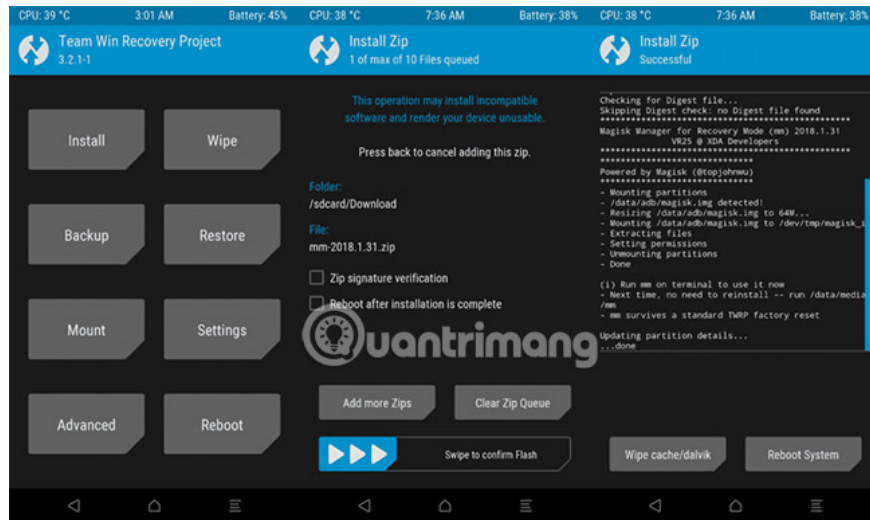 CPU: 39 °C 3:01 AM Battery: 45%
Team Win Recovery Project
3.2.1-1
Install Wipe
Backup Restore
Mount Settings
Advanced Reboot
CPU: 38 °C 7:36 AM Battery: 38%
Install Zip
1 of max of 10 Files queued
This operation may install incompatible
software and render your device unusable.
Press back to cancel adding this zip.
Folder:
/sdcard/Download
File:
mm-2018.1.31.zip
Zip signature verification
Reboot after installation is complete
Add more Zips Clear Zip Queue
Swipe to confirm Flash
CPU: 38 °C 7:36 AM Battery: 38%
Install Zip
Successful
Checking for Digest file...
Skipping Digest check: no Digest file found
**************************************************
Magisk Manager for Recovery Mode (mm) 2018.1.31
VR25 @ XDA Developers
**************************************************
*******************************
Powered by Magisk (@topjohnwu)
*******************************
- Mounting partitions
- /data/adb/magisk.img detected!
- Resizing /data/adb/magisk.img to 64M...
- Mounting /data/adb/magisk.img to /dev/tmp/magisk_i
- Extracting files
- Setting permissions
- Unmounting partitions
- Done
(i) Run mm on terminal to use it now
- Next time, no need to reinstall -- run /data/media
/mm
- mm survives a standard TWRP factory reset
Updating partition details...
...done
Wipe cache/dalvik Reboot System
Quantrimang